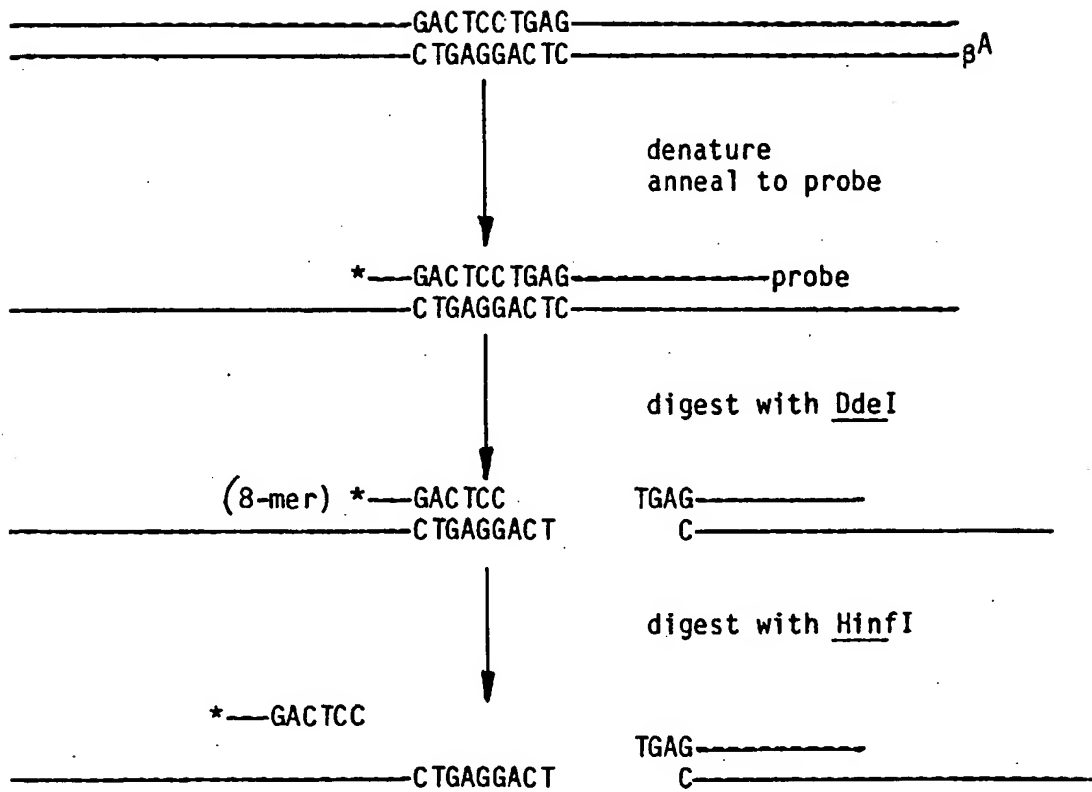 GACTCCTGAG
CTGAGGACTC βA
denature
anneal to probe
*—GACTCCTGAG probe
CTGAGGACTC
digest with DdeI
(8-mer) *—GACTCC TGAG
CTGAGGACT C
digest with HinfI
*—GACTCC
TGAG
CTGAGGACT C